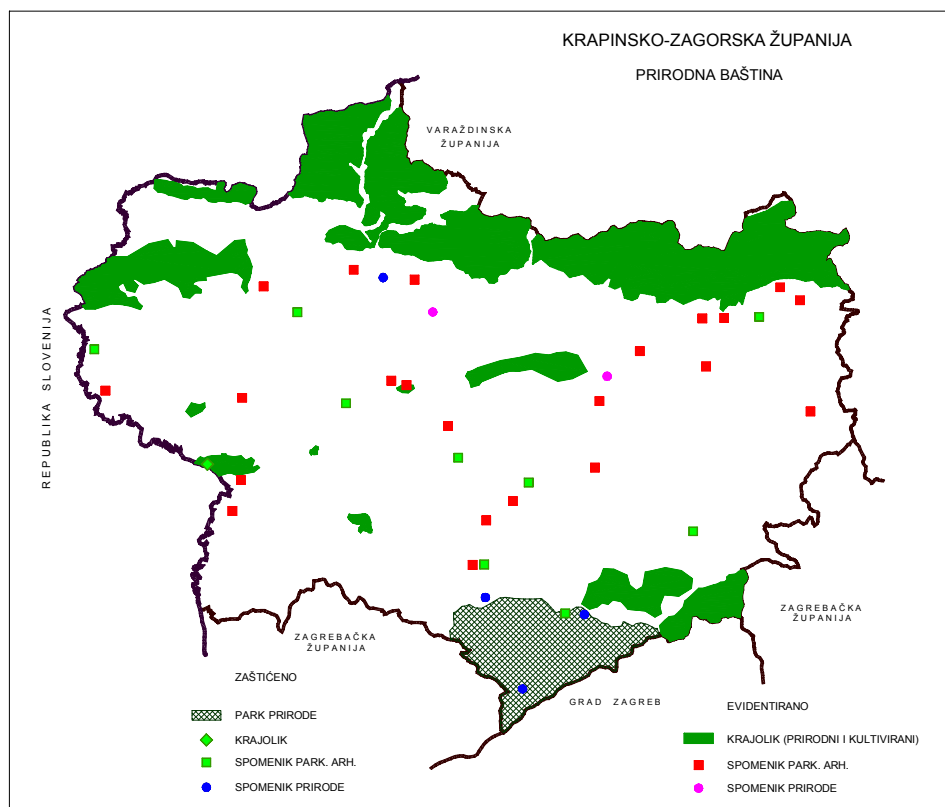 KRAPINSKO-ZAGORSKA ŽUPANIJA
PRIRODNA BAŠTINA
VARAŽDINSKA
ŽUPANIJA
REPUBLIKA SLOVENIJA
ZAGREBAČKA
ŽUPANIJA
ZAGREBAČKA
ŽUPANIJA
GRAD ZAGREB
ZAŠTIĆENO
PARK PRIRODE
KRAJOLIK
SPOMENIK PARK. ARH.
SPOMENIK PRIRODE
EVIDENTIRANO
KRAJOLIK (PRIRODNI I KULTIVIRANI)
SPOMENIK PARK. ARH.
SPOMENIK PRIRODE